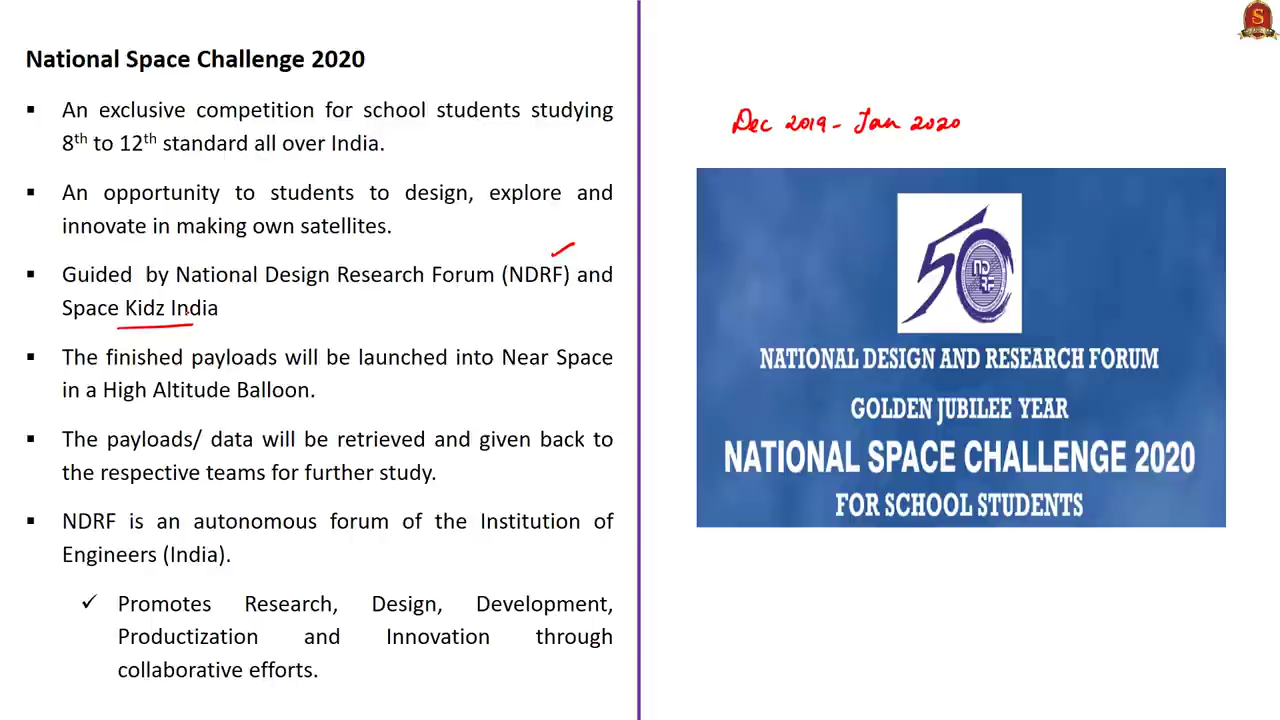 National Space Challenge 2020
▪ An exclusive competition for school students studying
8th to 12th standard all over India.
▪ An opportunity to students to design, explore and
innovate in making own satellites.
▪ Guided by National Design Research Forum (NDRF) and
Space Kidz India
▪ The finished payloads will be launched into Near Space
in a High Altitude Balloon.
▪ The payloads/ data will be retrieved and given back to
the respective teams for further study.
▪ NDRF is an autonomous forum of the Institution of
Engineers (India).
✓ Promotes Research, Design, Development,
Productization and Innovation through
collaborative efforts.
S
Dec 2019 - Jan 2020
50
ND
RF
NATIONAL DESIGN AND RESEARCH FORUM
GOLDEN JUBILEE YEAR
NATIONAL SPACE CHALLENGE 2020
FOR SCHOOL STUDENTS